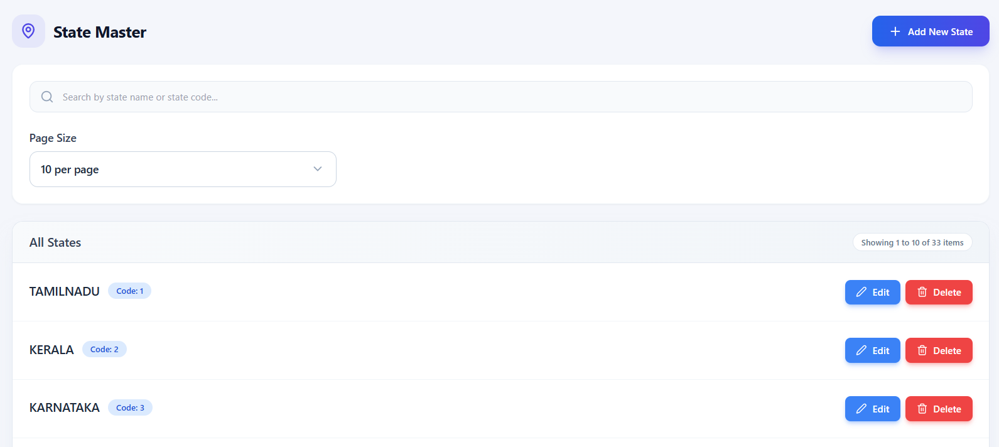 State Master
Add New State
Search by state name or state code...
Page Size
10 per page
All States
Showing 1 to 10 of 33 items
TAMILNADU Code: 1 Edit Delete
KERALA Code: 2 Edit Delete
KARNATAKA Code: 3 Edit Delete